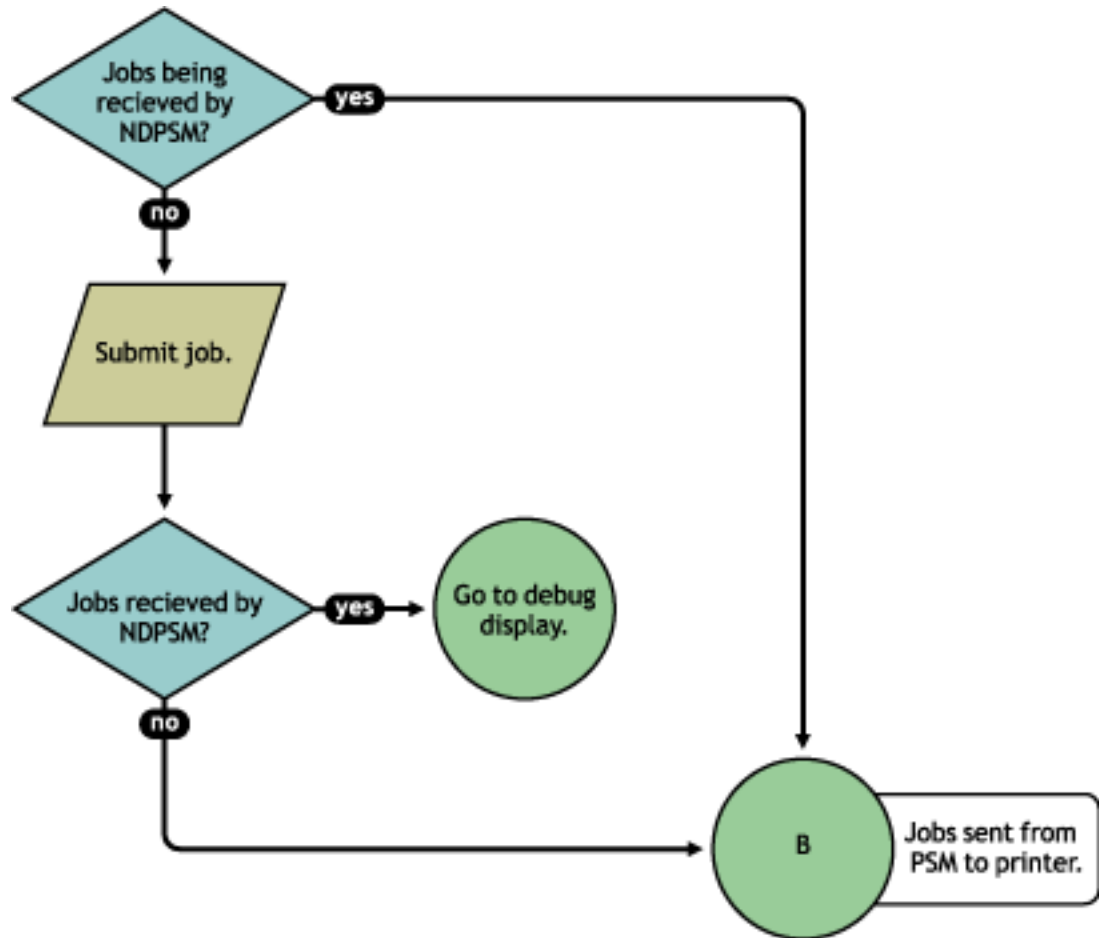 Jobs being
recieved by
NDPSM?
yes
no
Submit job.
Jobs recieved by
NDPSM?
yes
Go to debug
display.
no
B
Jobs sent from
PSM to printer.